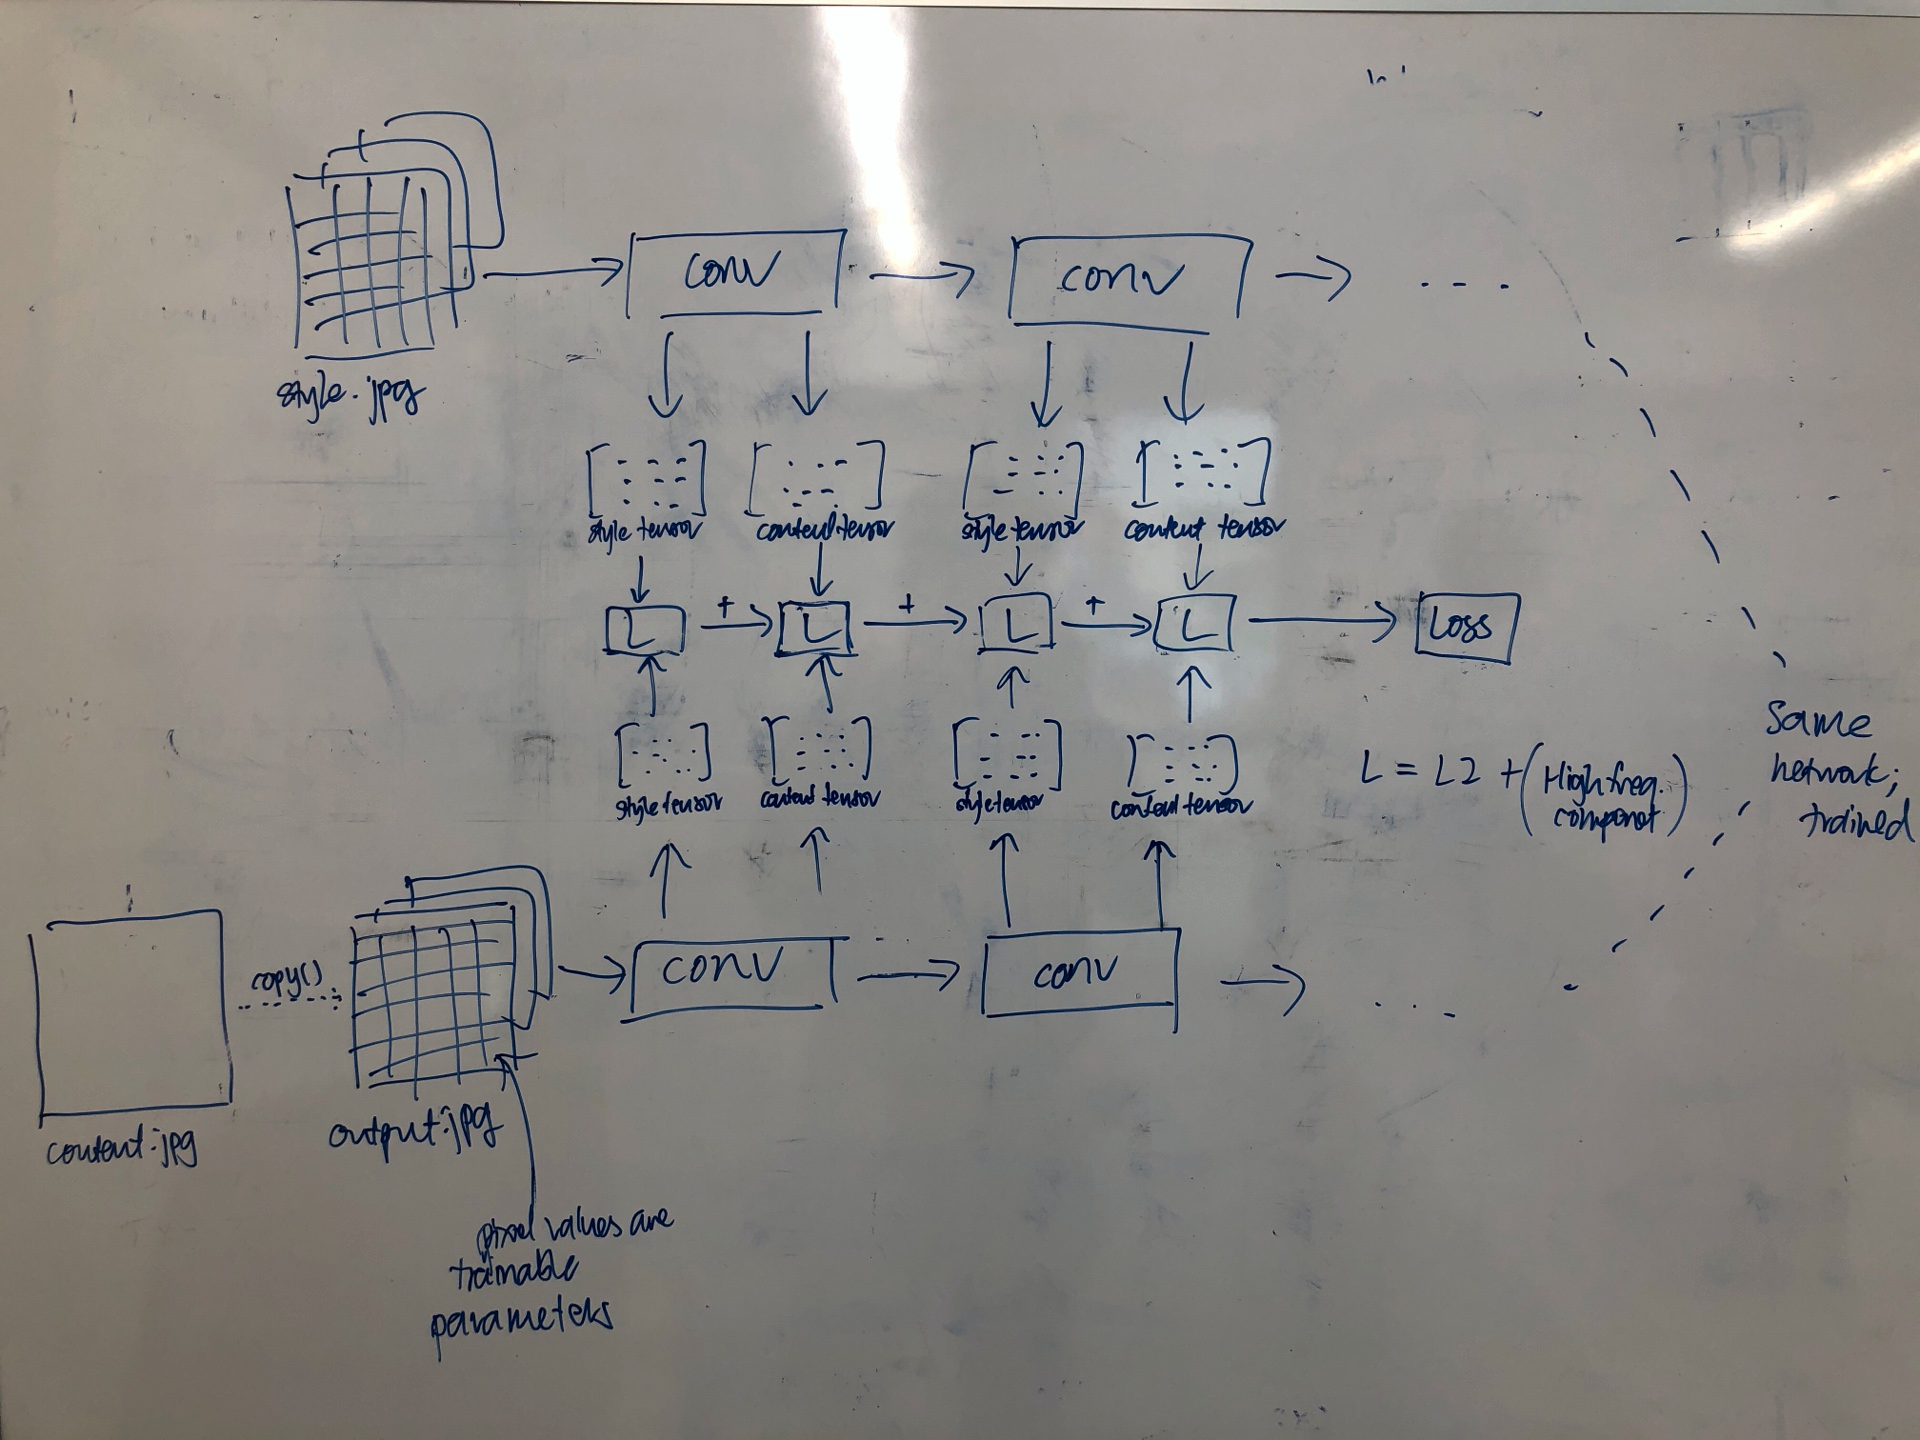 conv
conv
. . .
style.jpg
style tensor
content tensor
style tensor
content tensor
L + L + L + L
Loss
style tensor
content tensor
style tensor
content tensor
L = L2 + (High freq.
componet)
Same
network;
trained
copy()
conv
conv
. . .
content.jpg
output.jpg
pixel values are
trainable
parameters